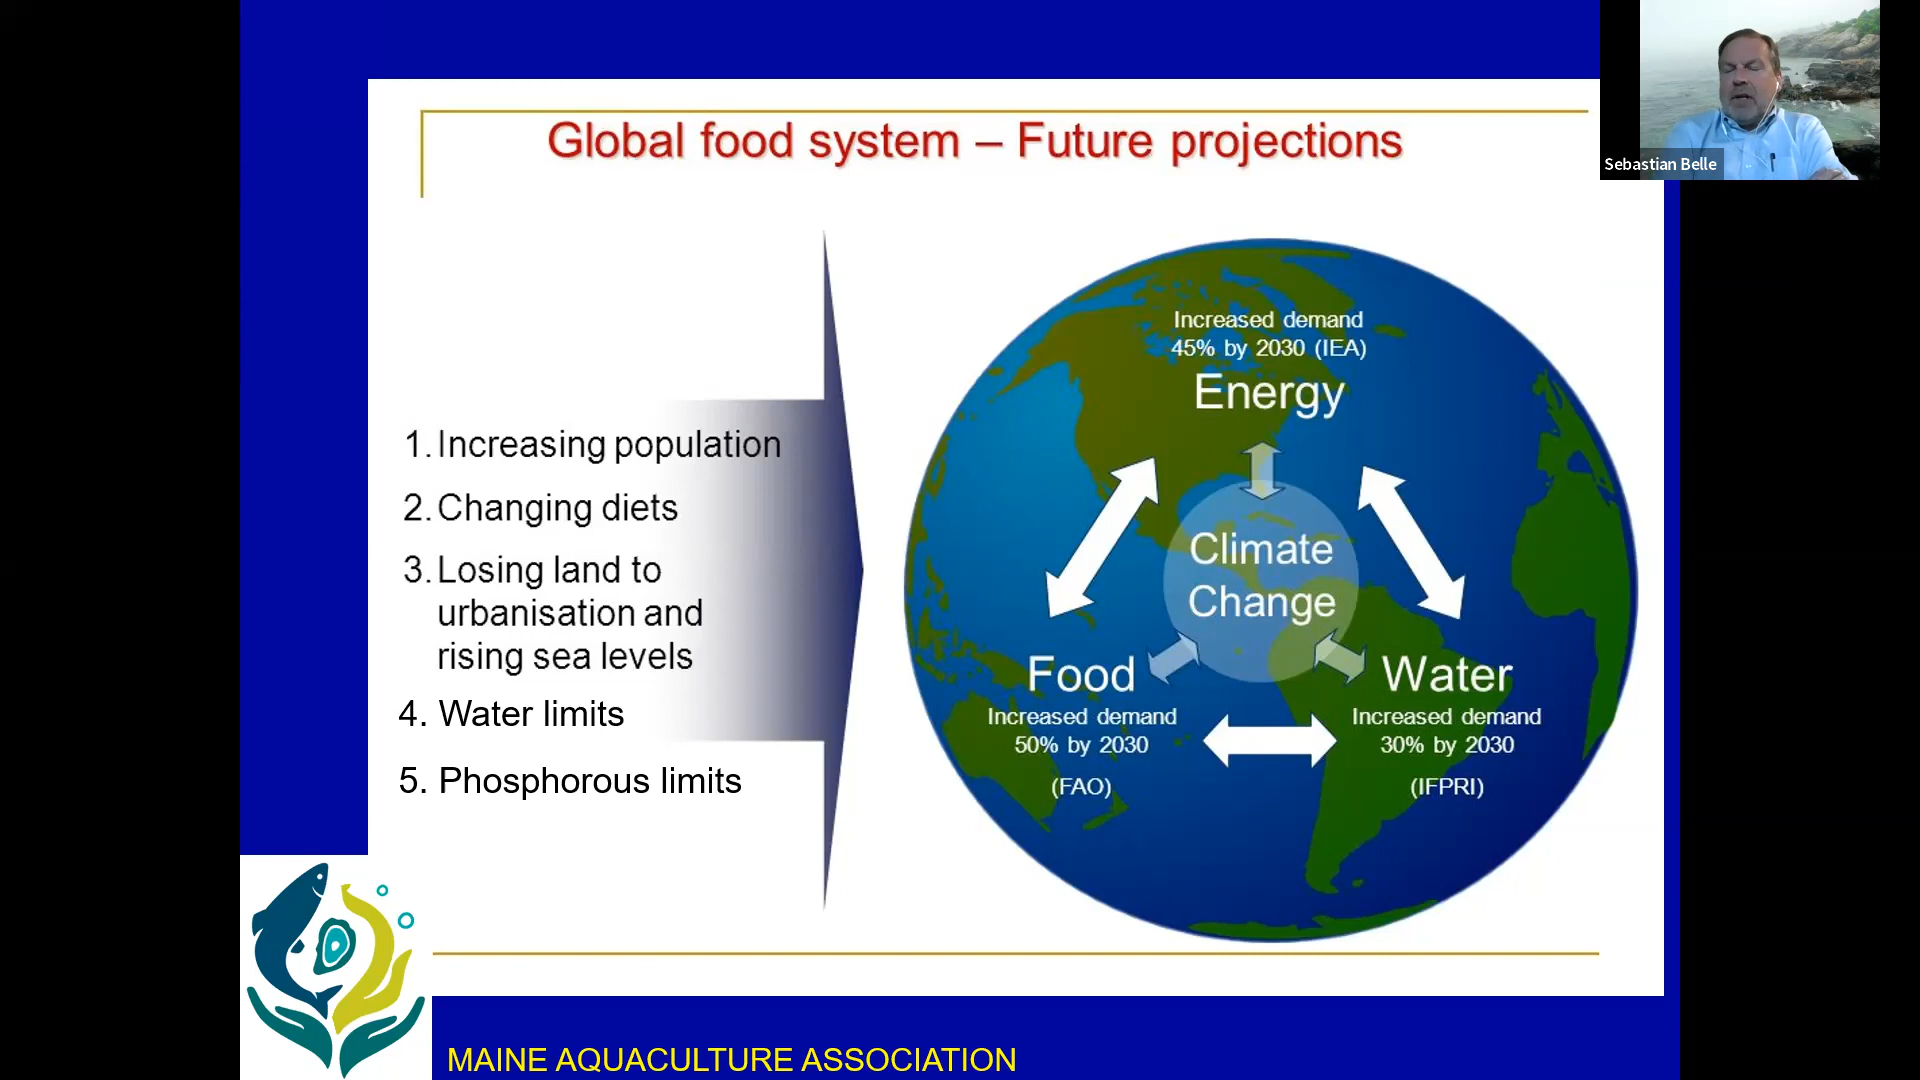 Global food system – Future projections
Sebastian Belle
1. Increasing population
2. Changing diets
3. Losing land to
urbanisation and
rising sea levels
4. Water limits
5. Phosphorous limits
Increased demand
45% by 2030 (IEA)
Energy
Climate
Change
Food
Increased demand
50% by 2030
(FAO)
Water
Increased demand
30% by 2030
(IFPRI)
MAINE AQUACULTURE ASSOCIATION